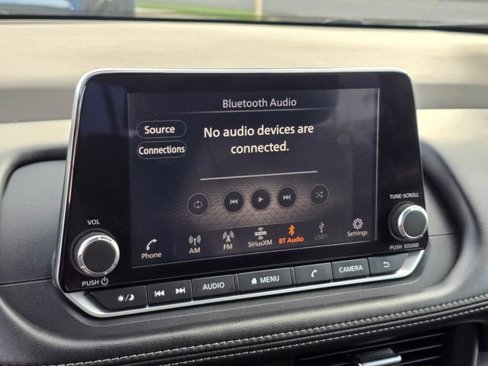 Bluetooth Audio
Source
Connections
No audio devices are
connected.
VOL
PUSH
TUNE·SCROLL
PUSH SOUND
Phone
AM
FM
SiriusXM
BT Audio
USB1
Settings
AUDIO
MENU
CAMERA